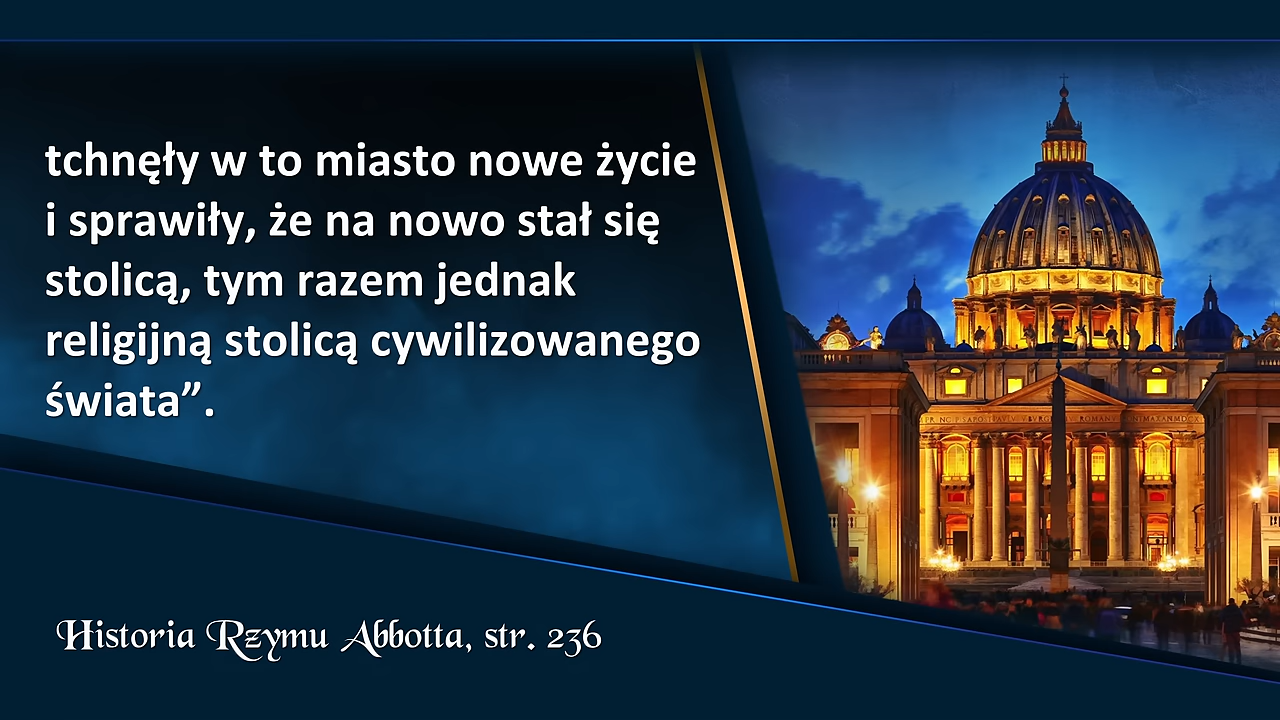 tchnęły w to miasto nowe życie
i sprawiły, że na nowo stał się
stolicą, tym razem jednak
religijną stolicą cywilizowanego
świata”.
Historia Rzymu Abbotta, str. 236